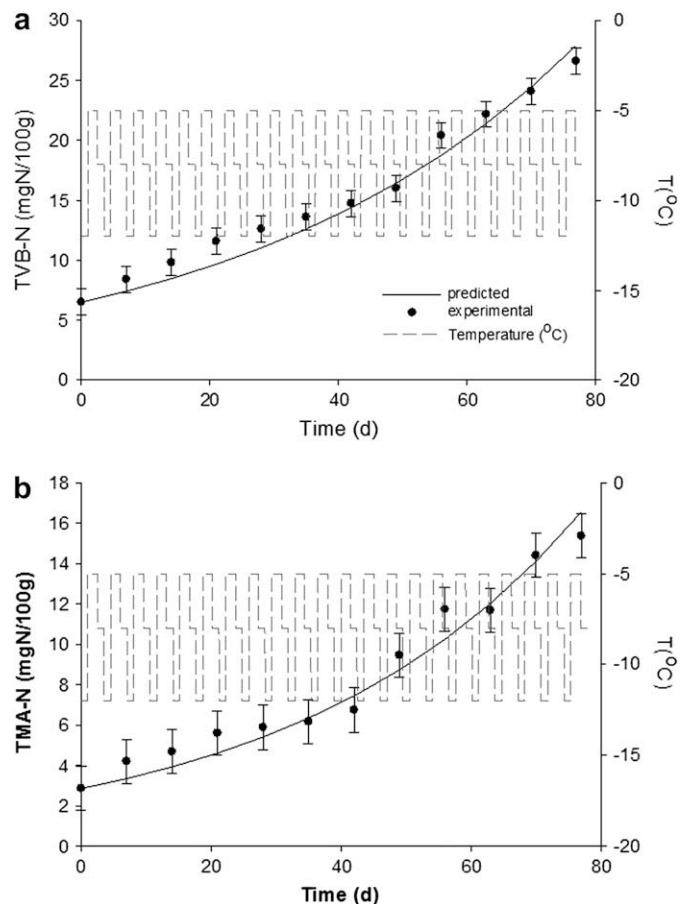 a
30
25
20
15
10
5
0
TVB-N (mgN/100g)
0
-5
-10
-15
-20
T(°C)
predicted
experimental
Temperature (°C)
0 20 40 60 80
Time (d)
b
18
16
14
12
10
8
6
4
2
0
TMA-N (mgN/100g)
0
-5
-10
-15
-20
T(°C)
0 20 40 60 80
Time (d)